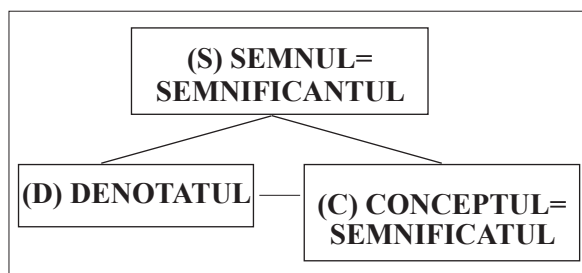 (S) SEMNUL=
SEMNIFICANTUL
(D) DENOTATUL
(C) CONCEPTUL=
SEMNIFICATUL